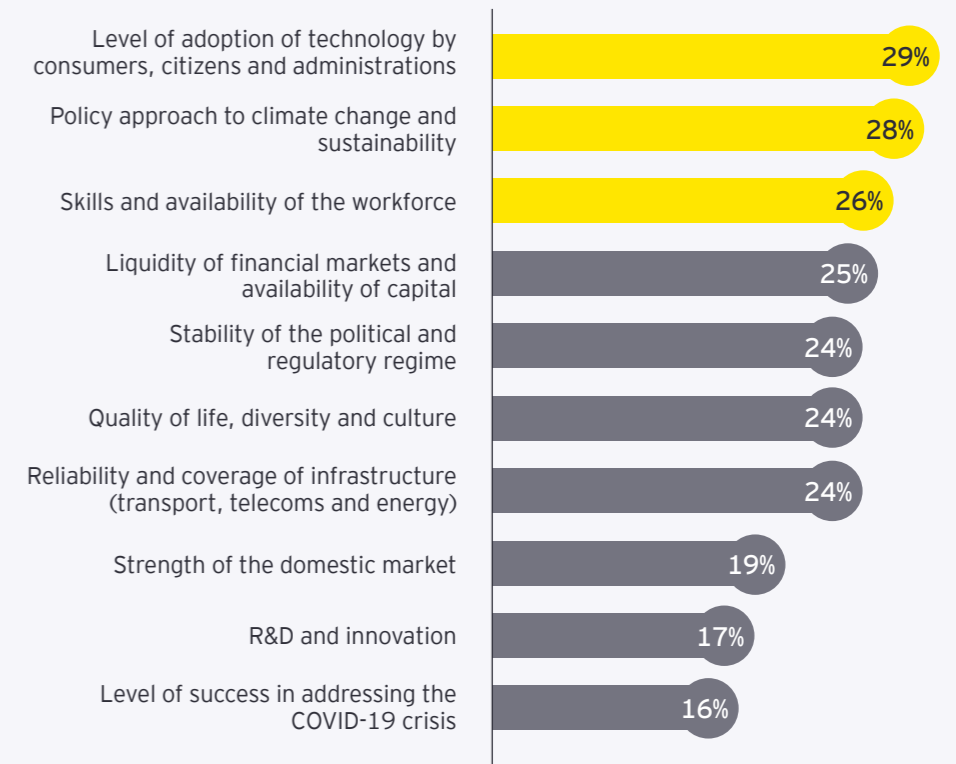 Level of adoption of technology by
consumers, citizens and administrations
29%
Policy approach to climate change and
sustainability
28%
Skills and availability of the workforce
26%
Liquidity of financial markets and
availability of capital
25%
Stability of the political and
regulatory regime
24%
Quality of life, diversity and culture
24%
Reliability and coverage of infrastructure
(transport, telecoms and energy)
24%
Strength of the domestic market
19%
R&D and innovation
17%
Level of success in addressing the
COVID-19 crisis
16%